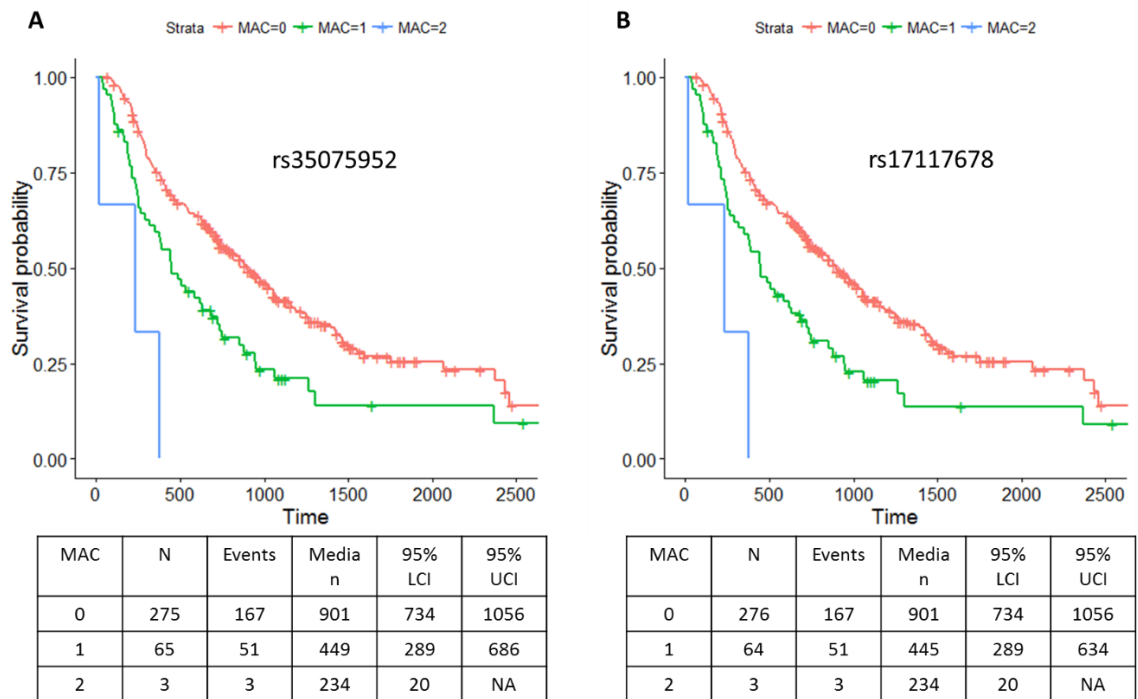 A
Strata MAC=0 MAC=1 MAC=2
1.00
0.75
0.50
0.25
0.00
Survival probability
rs35075952
0 500 1000 1500 2000 2500
Time
MAC N Events Media 95% 95%
n LCI UCI
0 275 167 901 734 1056
1 65 51 449 289 686
2 3 3 234 20 NA
B
Strata MAC=0 MAC=1 MAC=2
1.00
0.75
0.50
0.25
0.00
Survival probability
rs17117678
0 500 1000 1500 2000 2500
Time
MAC N Events Media 95% 95%
n LCI UCI
0 276 167 901 734 1056
1 64 51 445 289 634
2 3 3 234 20 NA